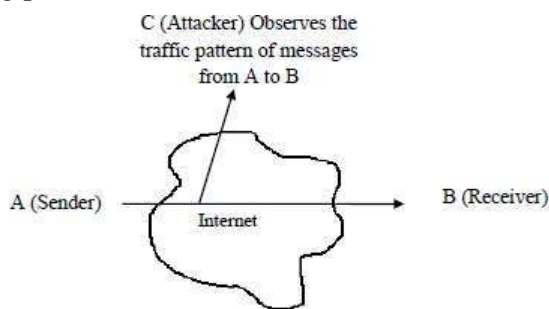 C (Attacker) Observes the
traffic pattern of messages
from A to B
A (Sender)
B (Receiver)
Internet